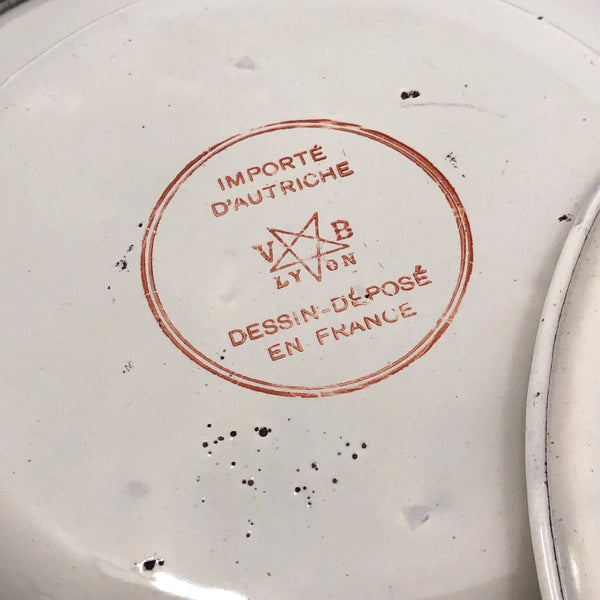 IMPORTÉ
D'AUTRICHE
V B
LYON
DESSIN-DÉPOSÉ
EN FRANCE